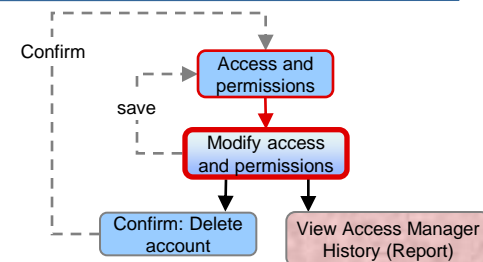 Confirm
Access and
permissions
save
Modify access
and permissions
Confirm: Delete
account
View Access Manager
History (Report)